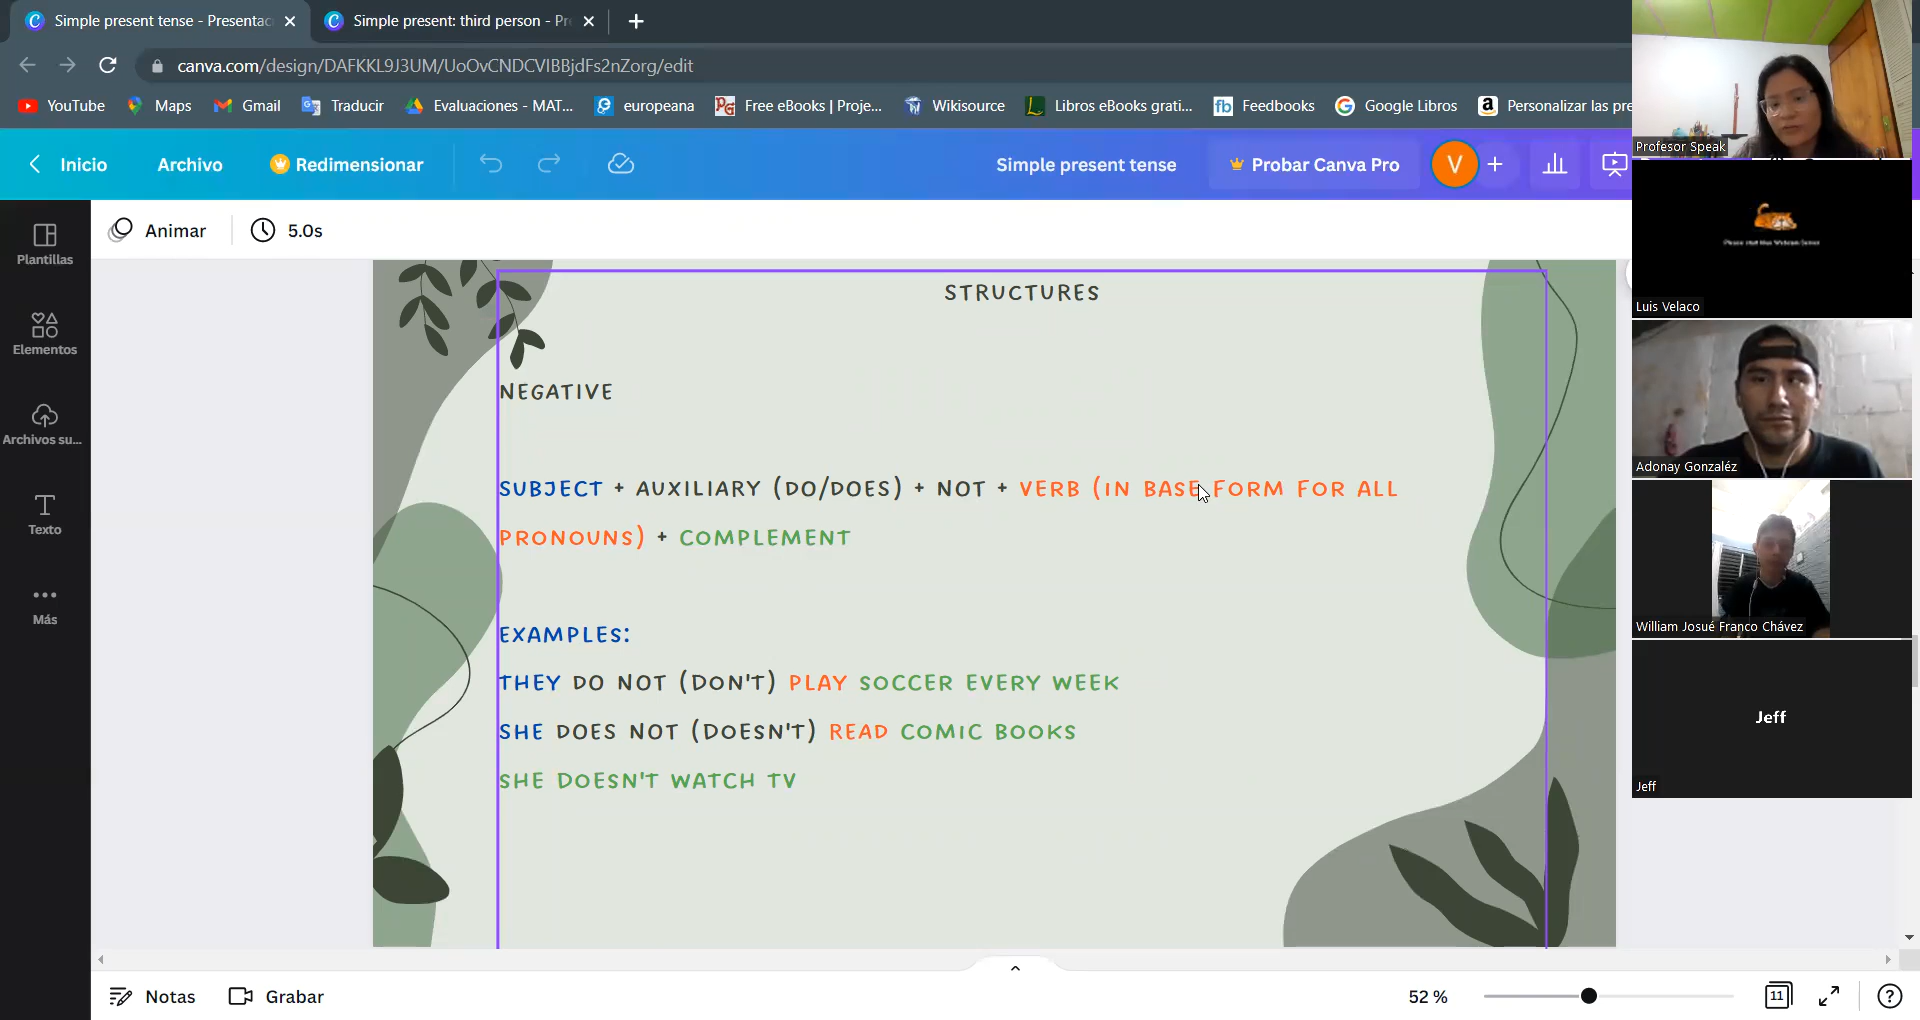 Simple present tense - Presentac
Simple present: third person - Pr
canva.com/design/DAFKKL9J3UM/UoOvCNDCVIBBjdFs2nZorg/edit
YouTube
Maps
Gmail
Traducir
Evaluaciones - MAT...
europeana
Free eBooks | Proje...
Wikisource
Libros eBooks grati...
Feedbooks
Google Libros
Personalizar las pre
Inicio
Archivo
Redimensionar
Simple present tense
Probar Canva Pro
V
Animar
5.0s
Plantillas
Elementos
Archivos su...
Texto
Más
STRUCTURES
NEGATIVE
SUBJECT + AUXILIARY (DO/DOES) + NOT + VERB (IN BASE FORM FOR ALL
PRONOUNS) + COMPLEMENT
EXAMPLES:
THEY DO NOT (DON'T) PLAY SOCCER EVERY WEEK
SHE DOES NOT (DOESN'T) READ COMIC BOOKS
SHE DOESN'T WATCH TV
Profesor Speak
Luis Velaco
Adonay Gonzaléz
William Josué Franco Chávez
Jeff
Jeff
Notas
Grabar
52 %
11